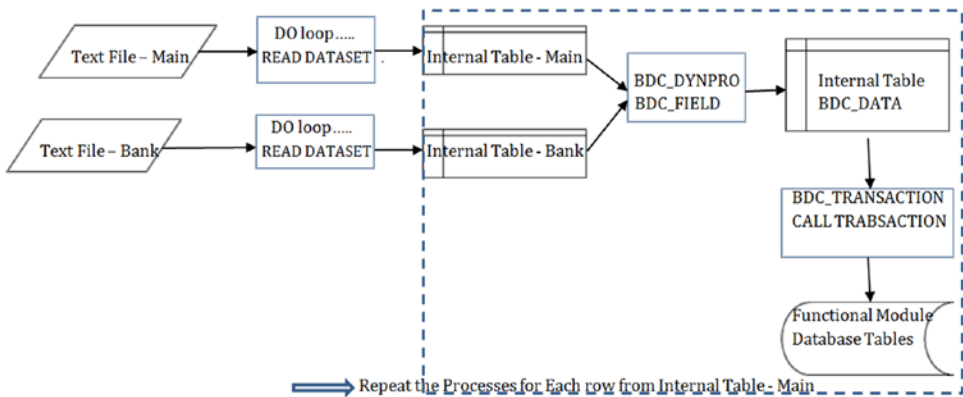 Text File – Main
DO loop.....
READ DATASET .
Internal Table - Main
Text File – Bank
DO loop....
READ DATASET
Internal Table - Bank
BDC_DYNPRO
BDC_FIELD
Internal Table
BDC_DATA
BDC_TRANSACTION
CALL TRABSACTION
Functional Module
Database Tables
Repeat the Processes for Each row from Internal Table - Main